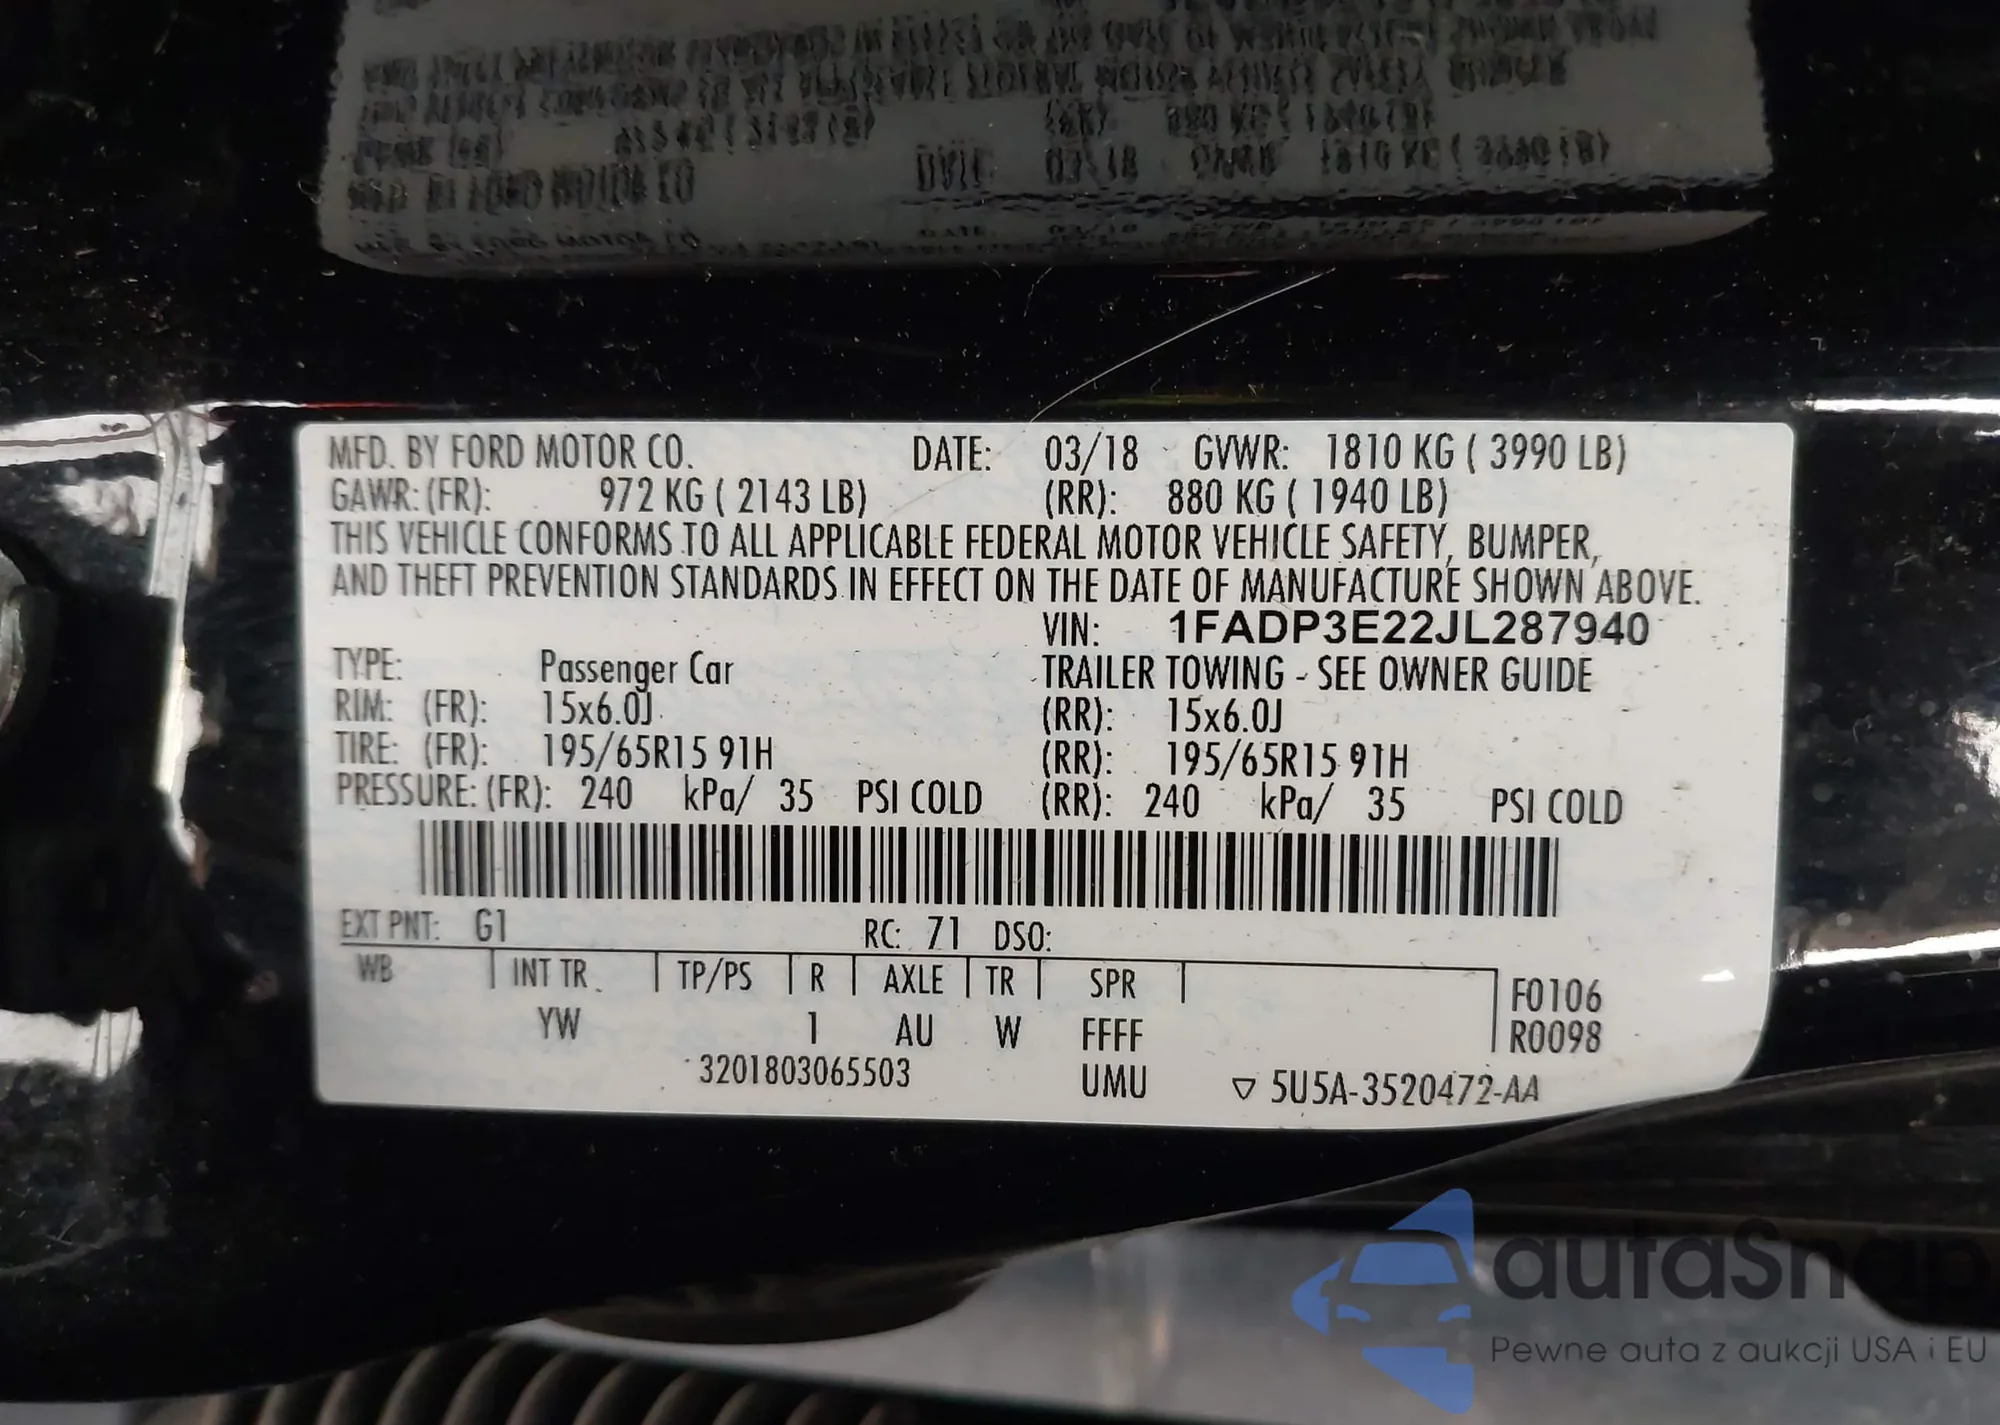 MFD. BY FORD MOTOR CO. DATE: 03/18 GVWR: 1810 KG ( 3990 LB)
GAWR: (FR): 972 KG ( 2143 LB) (RR): 880 KG ( 1940 LB)
THIS VEHICLE CONFORMS TO ALL APPLICABLE FEDERAL MOTOR VEHICLE SAFETY, BUMPER,
AND THEFT PREVENTION STANDARDS IN EFFECT ON THE DATE OF MANUFACTURE SHOWN ABOVE.
VIN: 1FADP3E22JL287940
TYPE: Passenger Car TRAILER TOWING - SEE OWNER GUIDE
RIM: (FR): 15x6.0J (RR): 15x6.0J
TIRE: (FR): 195/65R15 91H (RR): 195/65R15 91H
PRESSURE: (FR): 240 kPa/ 35 PSI COLD (RR): 240 kPa/ 35 PSI COLD
EXT PNT: G1 RC: 71 DSO:
WB INT TR TP/PS R AXLE TR SPR F0106
YW 1 AU W FFFF R0098
3201803065503 UMU ▽ 5U5A-3520472-AA
autaSnap
Pewne auta z aukcji USA i EU